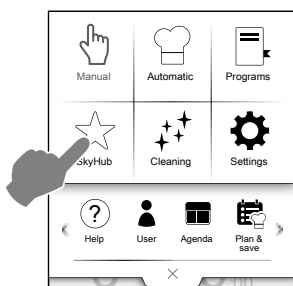 Manual Automatic Programs
SkyHub Cleaning Settings
?
Help User Agenda Plan &
save